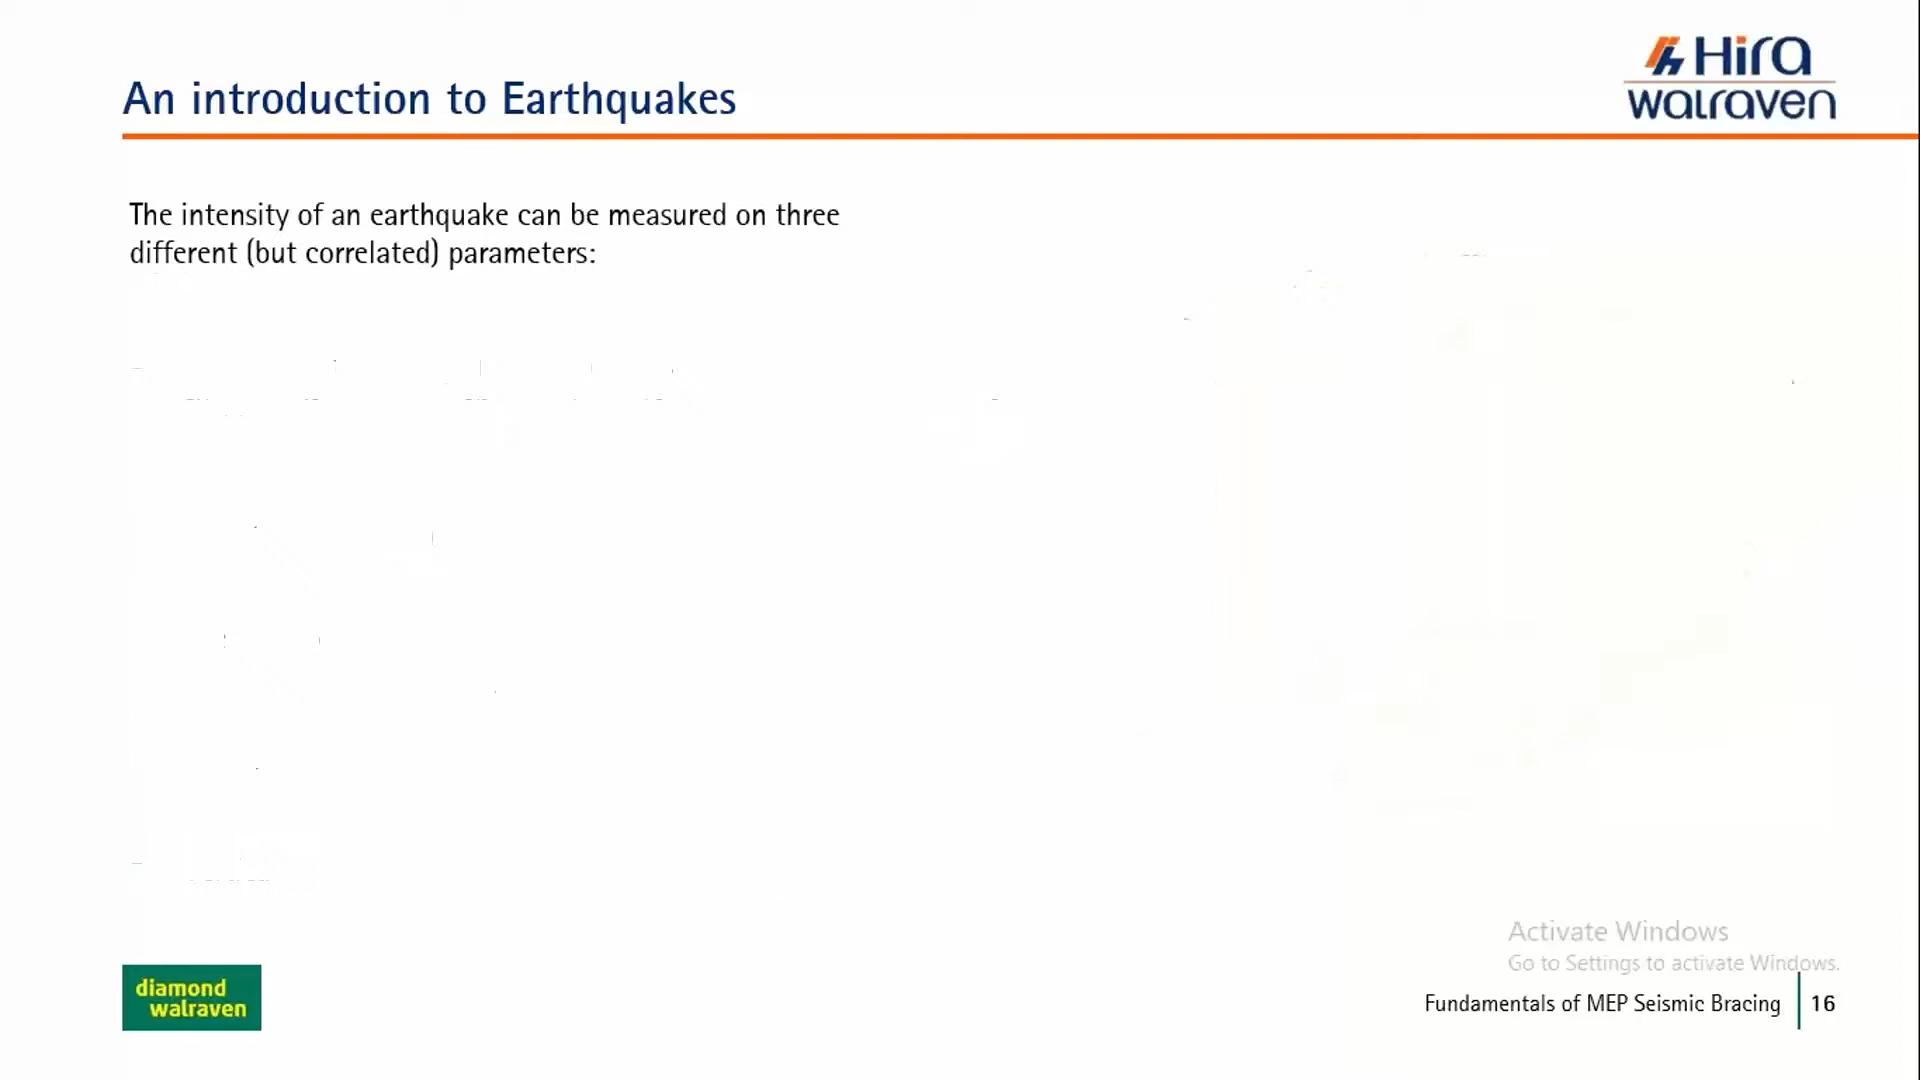 An introduction to Earthquakes
Hira
walraven
The intensity of an earthquake can be measured on three
different (but correlated) parameters:
Activate Windows
Go to Settings to activate Windows.
diamond
walraven
Fundamentals of MEP Seismic Bracing
16